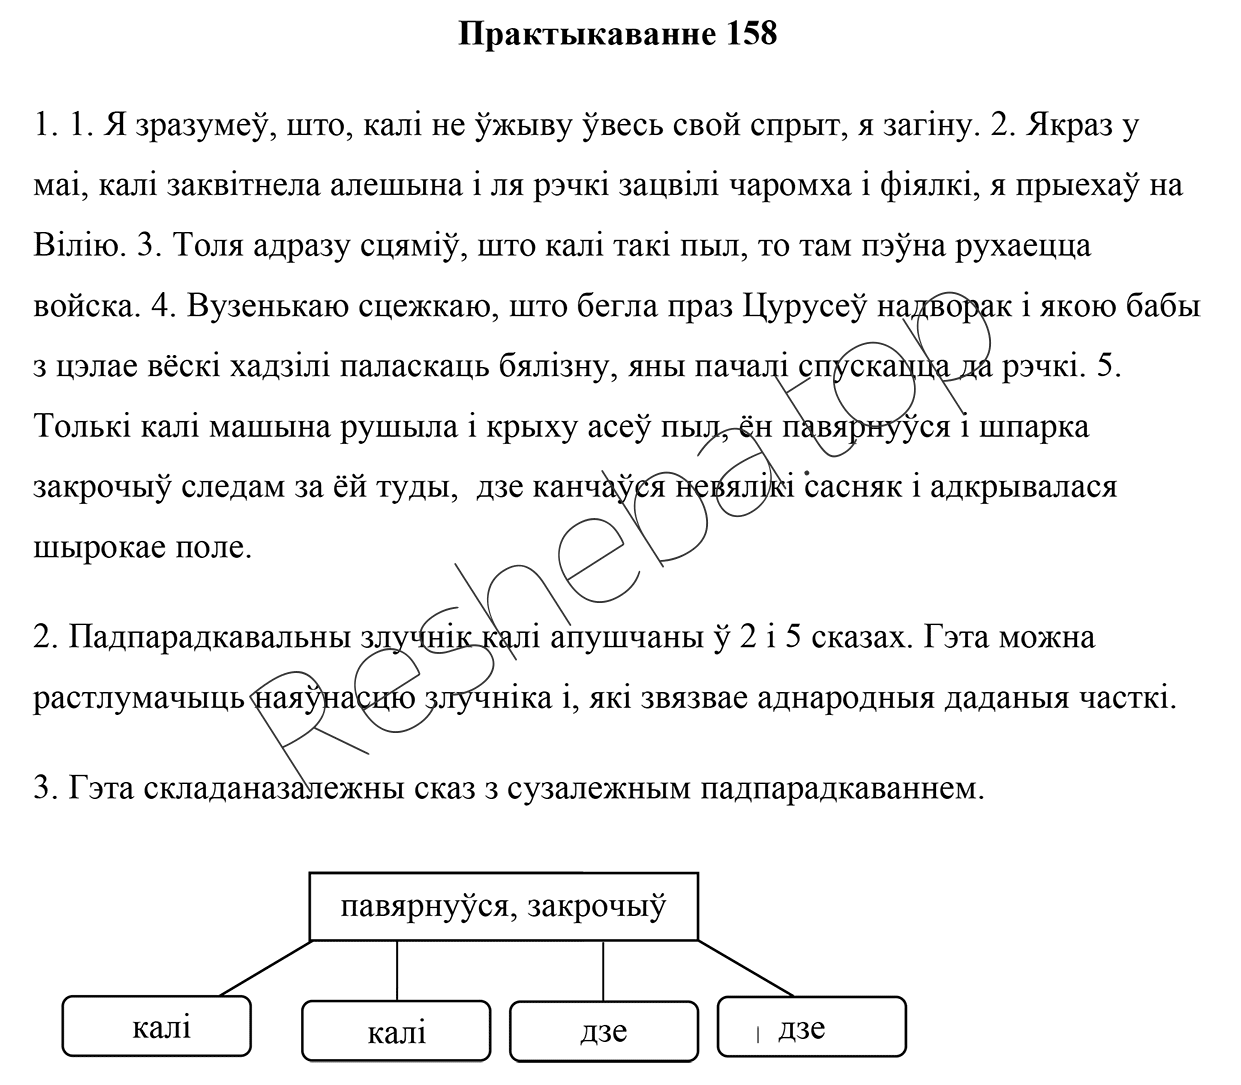 Практыкаванне 158
1. 1. Я зразумеў, што, калі не ўжыву ўвесь свой спрыт, я загіну. 2. Якраз у
маі, калі заквітнела алешына і ля рэчкі зацвілі чаромха і фіялкі, я прыехаў на
Вілію. 3. Толя адразу сцяміў, што калі такі пыл, то там пэўна рухаецца
войска. 4. Вузенькаю сцежкаю, што бегла праз Цурусеў надворак і якою бабы
з цэлае вёскі хадзілі паласкаць бялізну, яны пачалі спускацца да рэчкі. 5.
Толькі калі машына рушыла і крыху асеў пыл, ён павярнуўся і шпарка
закрочыў следам за ёй туды,  дзе канчаўся невялікі сасняк і адкрывалася
шырокае поле.
2. Падпарадкавальны злучнік калі апушчаны ў 2 і 5 сказах. Гэта можна
растлумачыць наяўнасцю злучніка і, які звязвае аднародныя даданыя часткі.
3. Гэта складаназалежны сказ з сузалежным падпарадкаваннем.
павярнуўся, закрочыў
калі
калі
дзе
дзе
Resheba.top